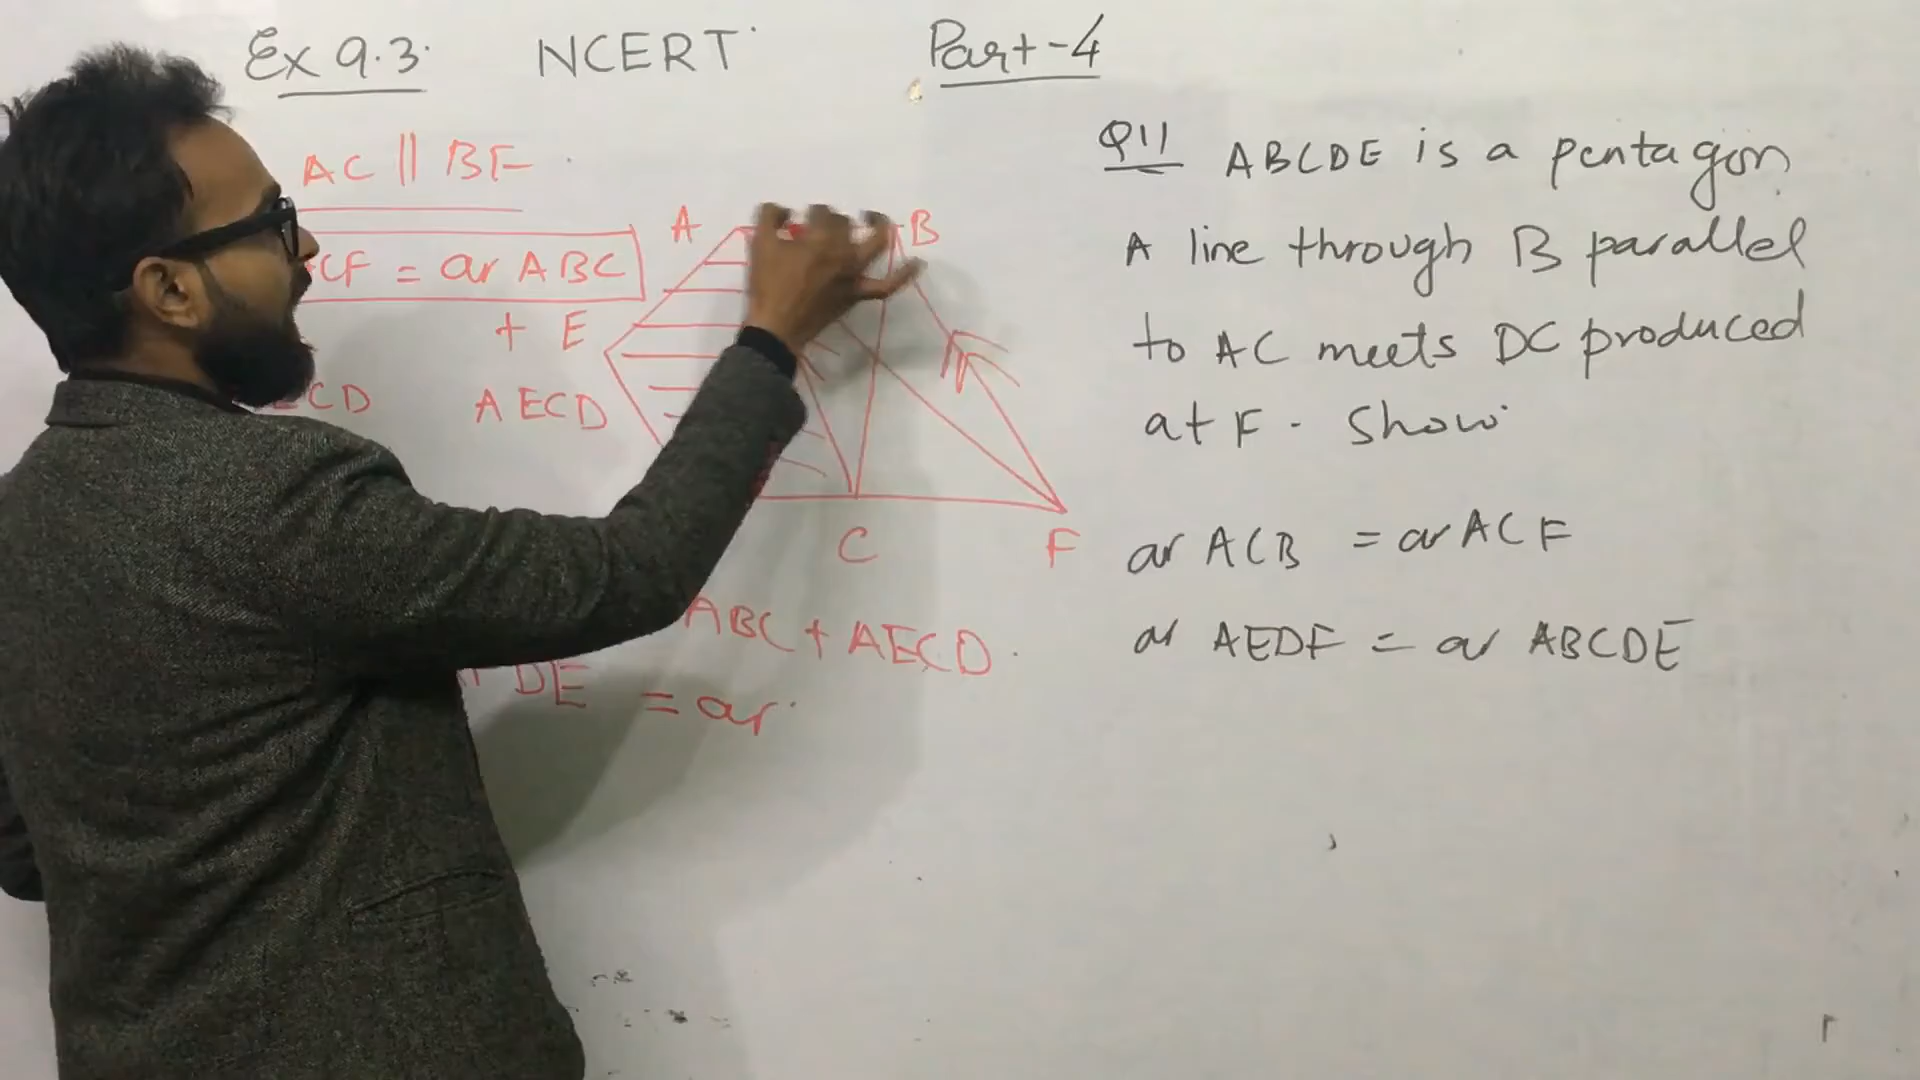 Ex 9.3. NCERT Part-4
AC || BF
CF = ar ABC
+ E
ECD AECD
A B
C F
ABC + AECD.
DE = ar
Q11 ABCDE is a pentagon
A line through B parallel
to AC meets DC produced
at F. Show
ar ACB = ar ACF
ar AEDF = ar ABCDE